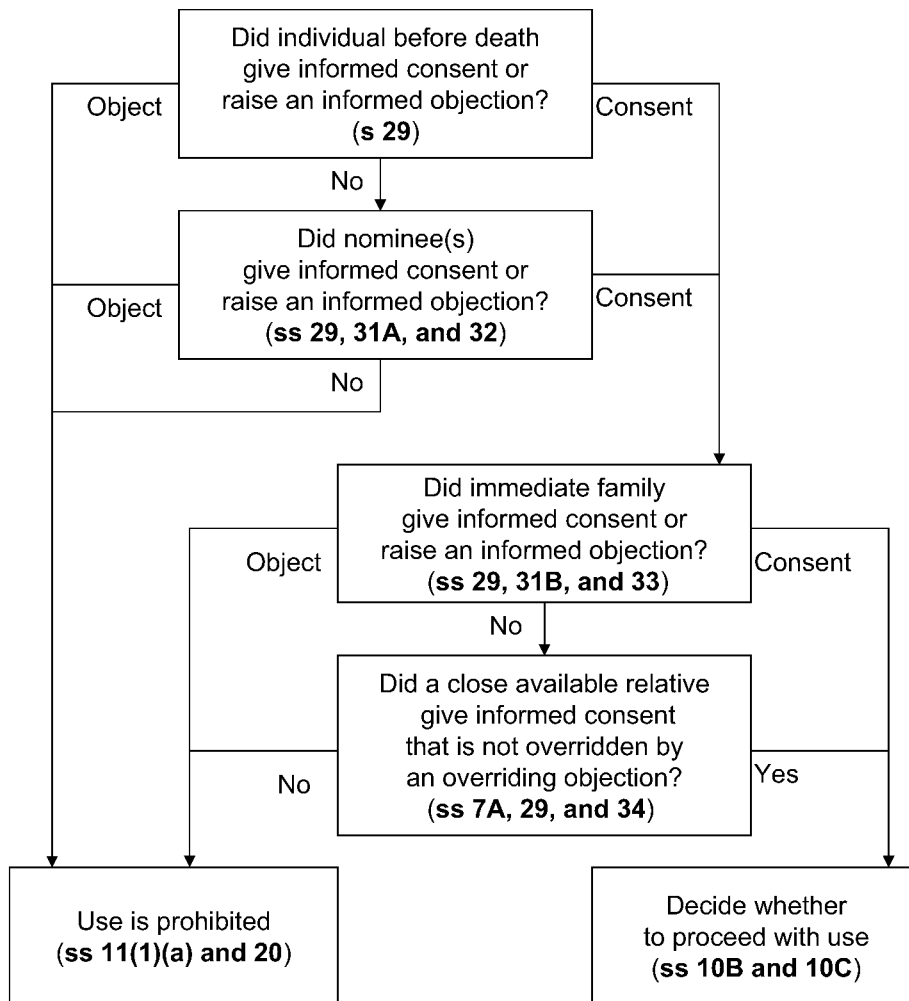 Did individual before death
give informed consent or
raise an informed objection?
(s 29)
Object
Consent
No
Did nominee(s)
give informed consent or
raise an informed objection?
(ss 29, 31A, and 32)
Object
Consent
No
Did immediate family
give informed consent or
raise an informed objection?
(ss 29, 31B, and 33)
Object
Consent
No
Did a close available relative
give informed consent
that is not overridden by
an overriding objection?
(ss 7A, 29, and 34)
No
Yes
Use is prohibited
(ss 11(1)(a) and 20)
Decide whether
to proceed with use
(ss 10B and 10C)